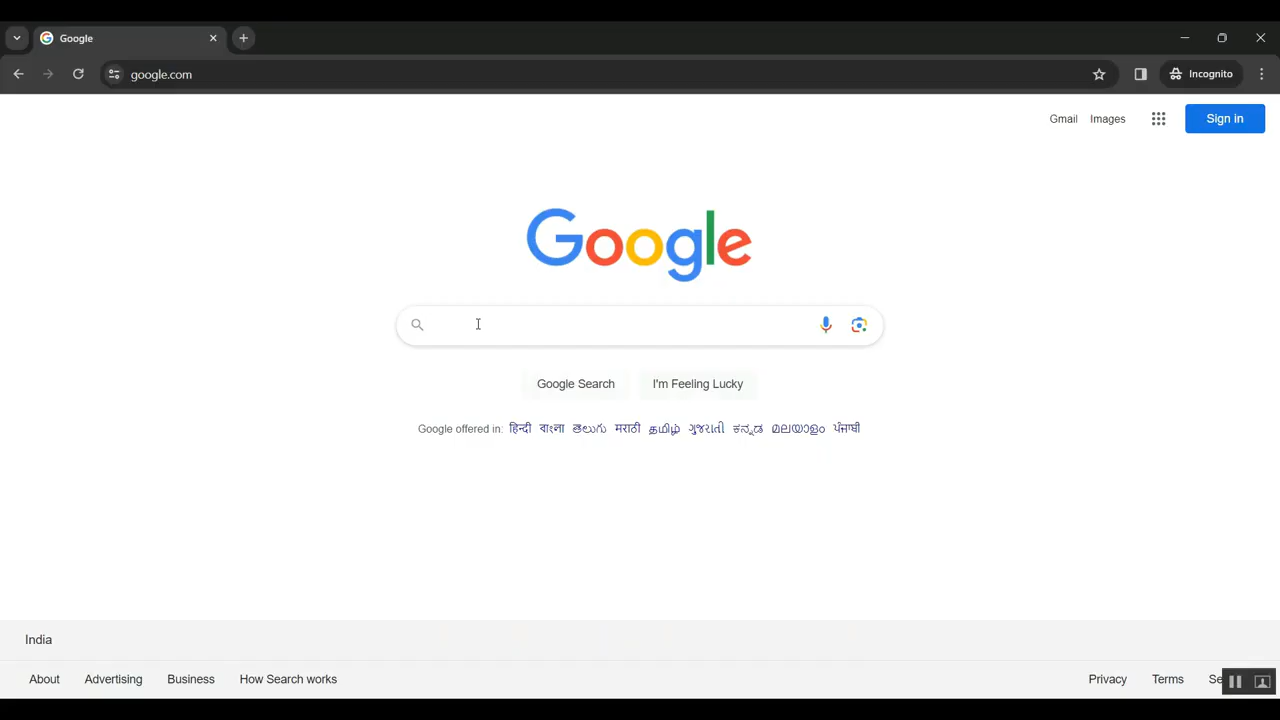 Google
google.com
Incognito
Gmail Images Sign in
Google
Google Search I'm Feeling Lucky
Google offered in: हिन्दी বাংলা తెలుగు मराठी தமிழ் ગુજરાતી ಕನ್ನಡ മലയാളം ਪੰਜਾਬੀ
India
About Advertising Business How Search works Privacy Terms Se